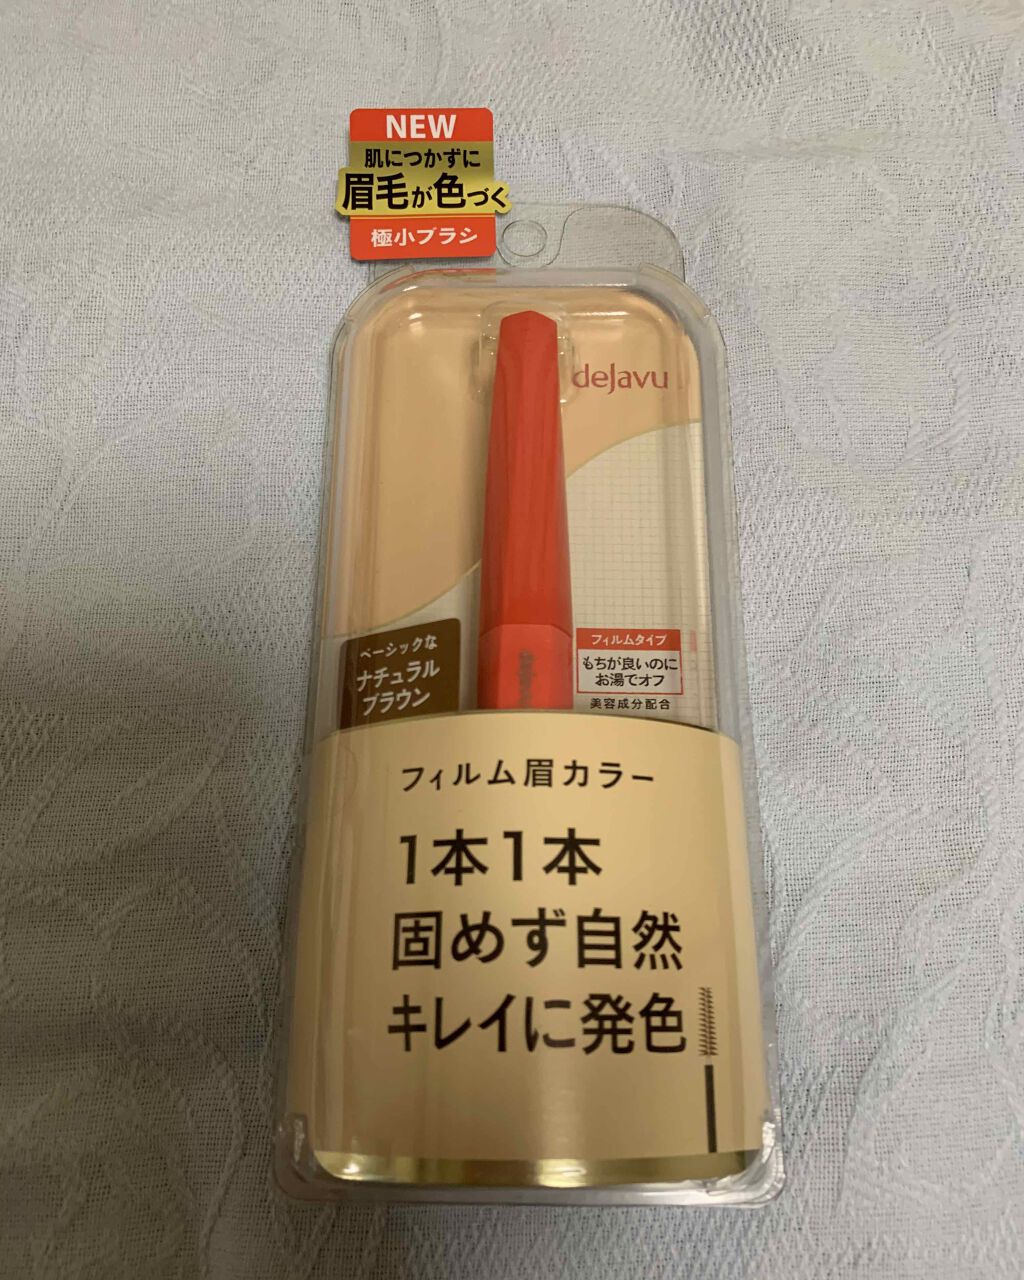 NEW
肌につかずに
眉毛が色づく
極小ブラシ
dejavu
ベーシックな
ナチュラル
ブラウン
フィルムタイプ
もちが良いのに
お湯でオフ
美容成分配合
フィルム眉カラー
1本1本
固めず自然
キレイに発色